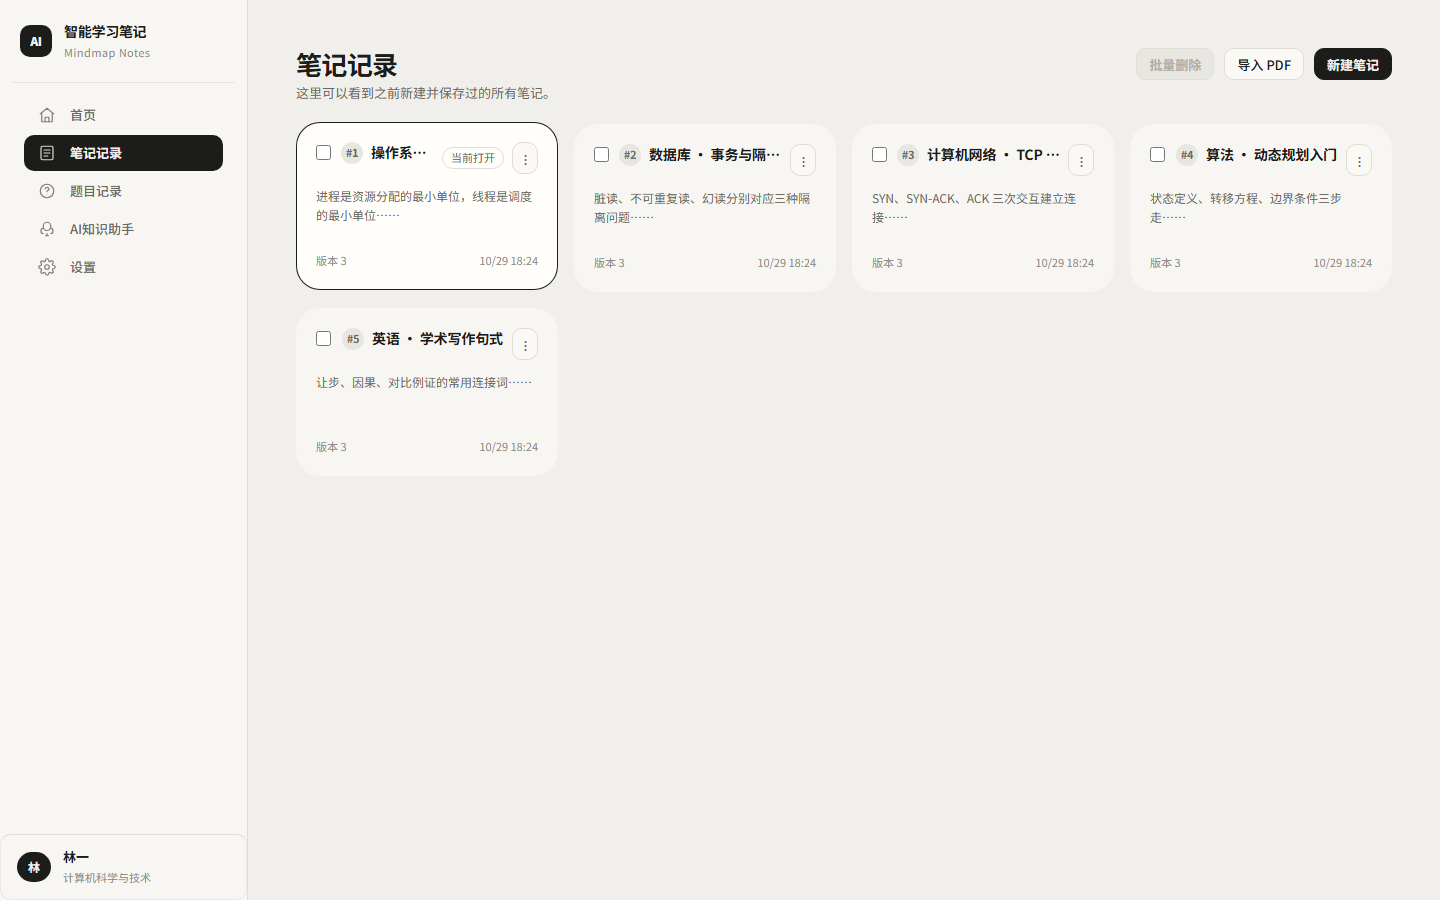 AI
智能学习笔记
Mindmap Notes
首页
笔记记录
题目记录
AI知识助手
设置
林
林一
计算机科学与技术
笔记记录
这里可以看到之前新建并保存过的所有笔记。
批量删除
导入 PDF
新建笔记
#1 操作系… 当前打开
进程是资源分配的最小单位，线程是调度
的最小单位……
版本 3 10/29 18:24
#2 数据库 · 事务与隔…
脏读、不可重复读、幻读分别对应三种隔
离问题……
版本 3 10/29 18:24
#3 计算机网络 · TCP …
SYN、SYN-ACK、ACK 三次交互建立连
接……
版本 3 10/29 18:24
#4 算法 · 动态规划入门
状态定义、转移方程、边界条件三步
走……
版本 3 10/29 18:24
#5 英语 · 学术写作句式
让步、因果、对比例证的常用连接词……
版本 3 10/29 18:24